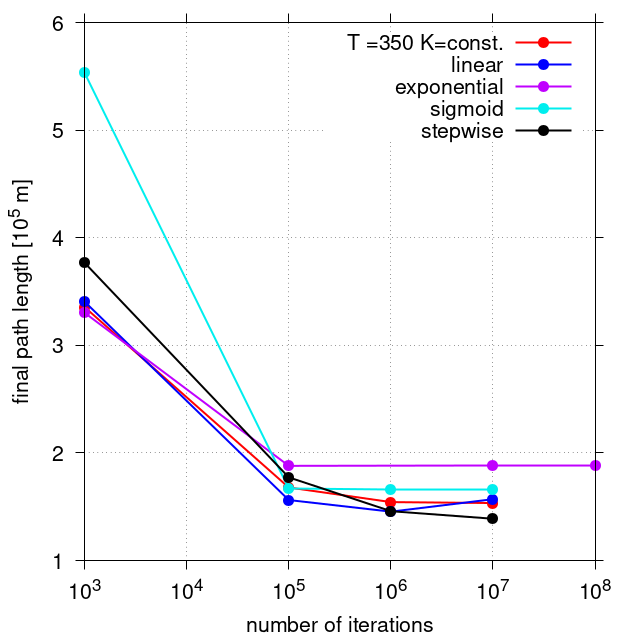 T =350 K=const.
linear
exponential
sigmoid
stepwise
6
5
4
3
2
1
final path length [10⁵ m]
10³ 10⁴ 10⁵ 10⁶ 10⁷ 10⁸
number of iterations